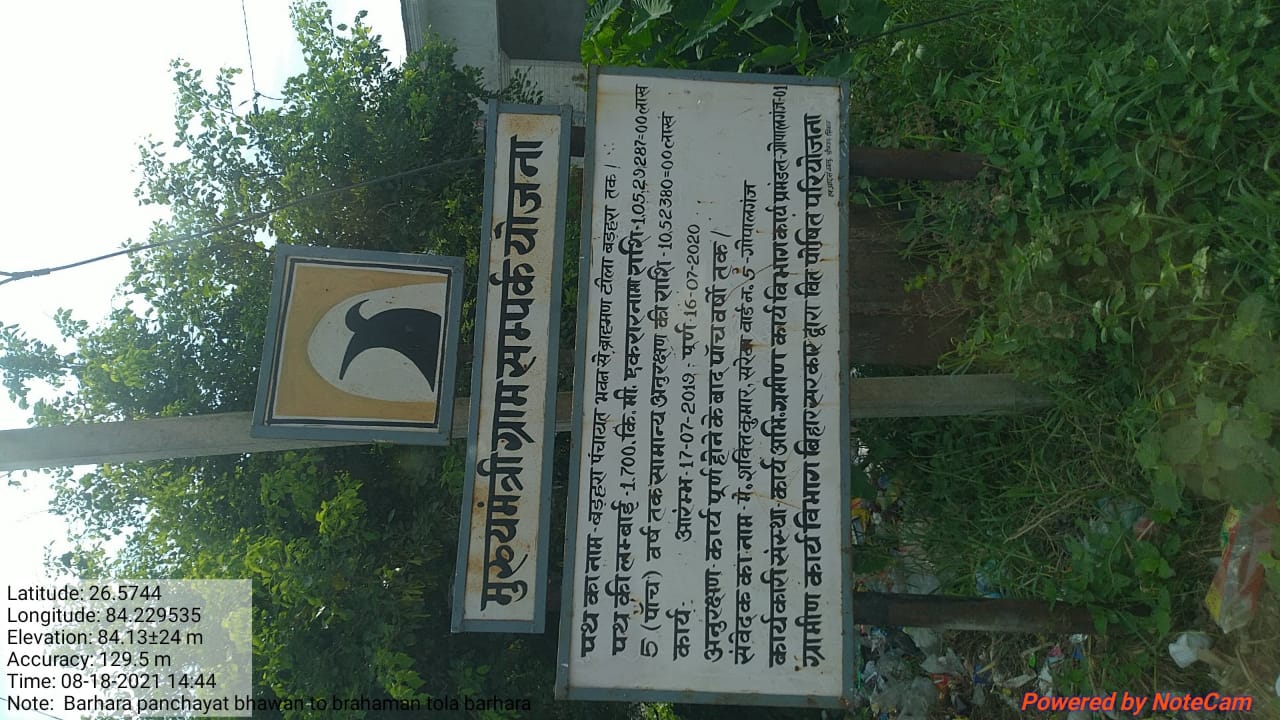 मुख्यमंत्री ग्राम सम्पर्क योजना
पथ का नाम - बड़हरा पंचायत भवन से ब्राह्मण टोला बड़हरा तक।
पथ की लम्बाई - 1.700. कि. मी. एकरारनामा राशि - 1,05,29,287=00 लाख
5 (पांच) वर्ष तक सामान्य अनुरक्षण की राशि - 10,52380=00 लाख
कार्य: आरम्भ - 17-07-2019 : पूर्ण - 16-07-2020
अनुरक्षण - कार्य पूर्ण होने के बाद पाँच वर्षो तक।
संवेदक का नाम - मे. शक्ति कुमार, सरेया वार्ड न. 5 - गोपालगंज
कार्यकारी संस्था - कार्य अभि. ग्रामीण कार्य विभाग कार्य प्रमंडल - गोपालगंज-01
ग्रामीण कार्य विभाग बिहार सरकार द्वारा वित पोषित परियोजना
Latitude: 26.5744
Longitude: 84.229535
Elevation: 84.13±24 m
Accuracy: 129.5 m
Time: 08-18-2021 14:44
Note: Barhara panchayat bhawan to brahaman tola barhara
Powered by NoteCam